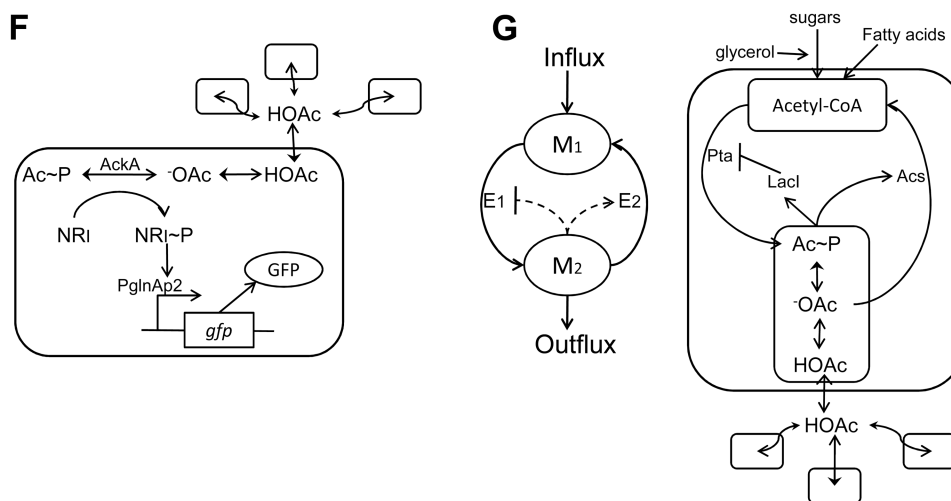 F
HOAc
Ac~P
AckA
-OAc
HOAc
NRI
NRI~P
PglnAp2
GFP
gfp
G
Influx
M1
E1
E2
M2
Outflux
sugars
glycerol
Fatty acids
Acetyl-CoA
Pta
LacI
Acs
Ac~P
-OAc
HOAc
HOAc